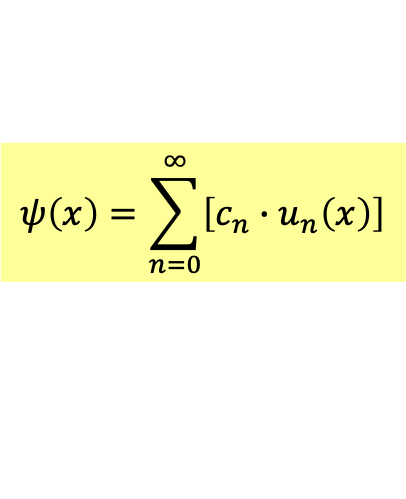 ψ(x) = ∑_{n=0}^{∞} [c_n · u_n(x)]